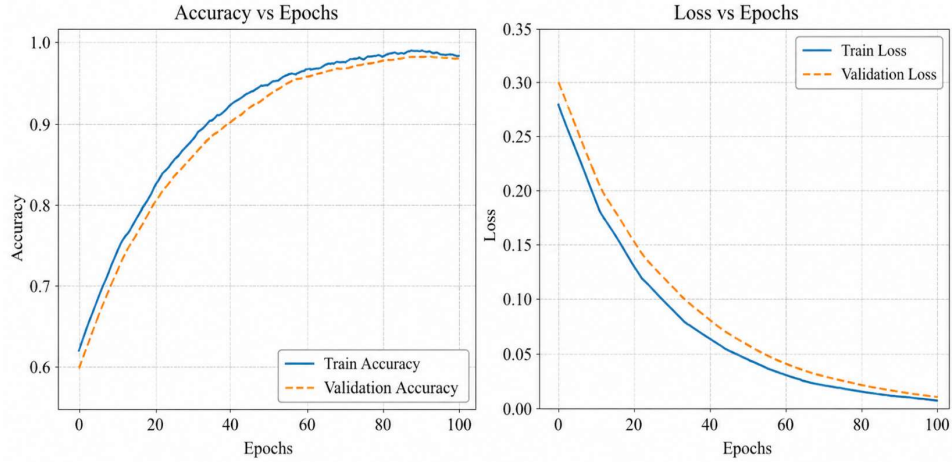 Accuracy vs Epochs
1.0
0.9
0.8
0.7
0.6
Accuracy
Train Accuracy
Validation Accuracy
0 20 40 60 80 100
Epochs
Loss vs Epochs
0.35
0.30
0.25
0.20
0.15
0.10
0.05
0.00
Loss
Train Loss
Validation Loss
0 20 40 60 80 100
Epochs